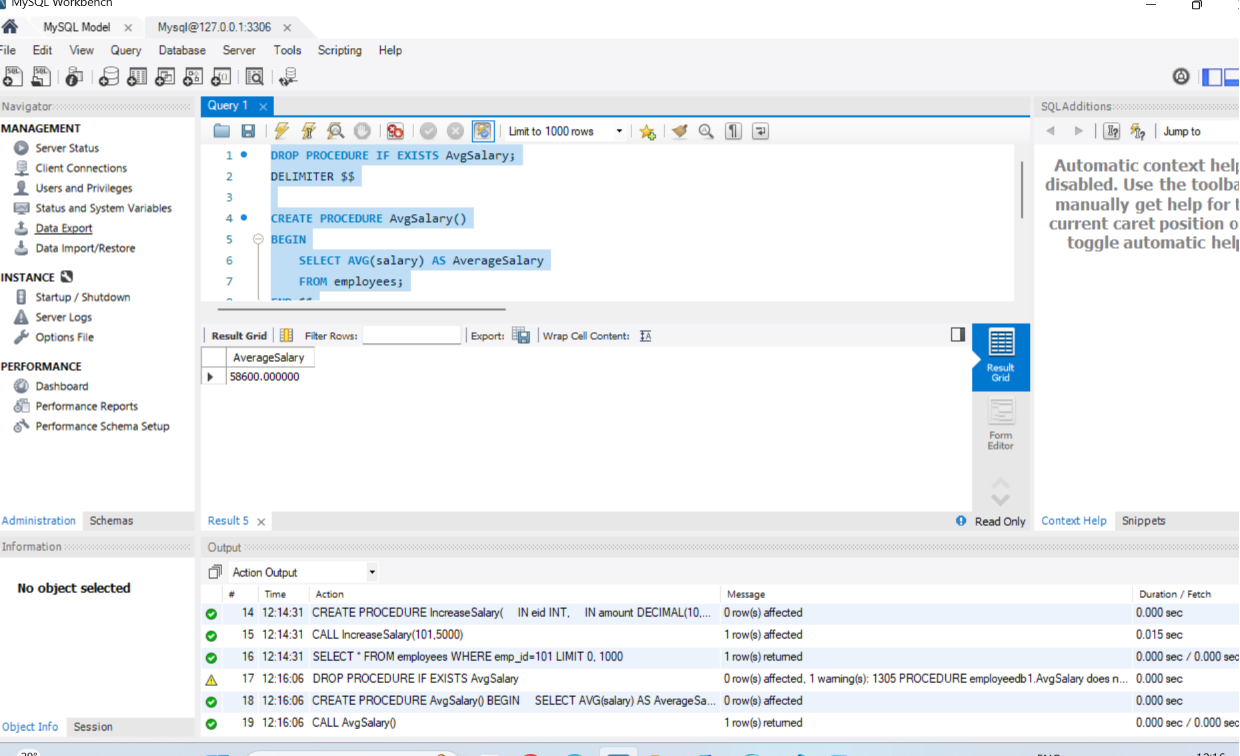 MySQL Workbench
MySQL Model
Mysql@127.0.0.1:3306
File Edit View Query Database Server Tools Scripting Help
Navigator
MANAGEMENT
Server Status
Client Connections
Users and Privileges
Status and System Variables
Data Export
Data Import/Restore
INSTANCE
Startup / Shutdown
Server Logs
Options File
PERFORMANCE
Dashboard
Performance Reports
Performance Schema Setup
Administration Schemas
Information
No object selected
Object Info Session
Query 1
Limit to 1000 rows
1 DROP PROCEDURE IF EXISTS AvgSalary;
2 DELIMITER $$
3
4 CREATE PROCEDURE AvgSalary()
5 BEGIN
6 SELECT AVG(salary) AS AverageSalary
7 FROM employees;
Result Grid Filter Rows: Export: Wrap Cell Content:
AverageSalary
58600.000000
Result Grid
Form Editor
Result 5
Read Only
SQLAdditions
Jump to
Automatic context help
disabled. Use the toolba
manually get help for t
current caret position o
toggle automatic help
Context Help Snippets
Output
Action Output
# Time Action Message Duration / Fetch
14 12:14:31 CREATE PROCEDURE IncreaseSalary( IN eid INT, IN amount DECIMAL(10,... 0 row(s) affected 0.000 sec
15 12:14:31 CALL IncreaseSalary(101,5000) 1 row(s) affected 0.015 sec
16 12:14:31 SELECT * FROM employees WHERE emp_id=101 LIMIT 0, 1000 1 row(s) returned 0.000 sec / 0.000 sec
17 12:16:06 DROP PROCEDURE IF EXISTS AvgSalary 0 row(s) affected, 1 warning(s): 1305 PROCEDURE employeedb1.AvgSalary does n... 0.000 sec
18 12:16:06 CREATE PROCEDURE AvgSalary() BEGIN SELECT AVG(salary) AS AverageSa... 0 row(s) affected 0.000 sec
19 12:16:06 CALL AvgSalary() 1 row(s) returned 0.000 sec / 0.000 sec